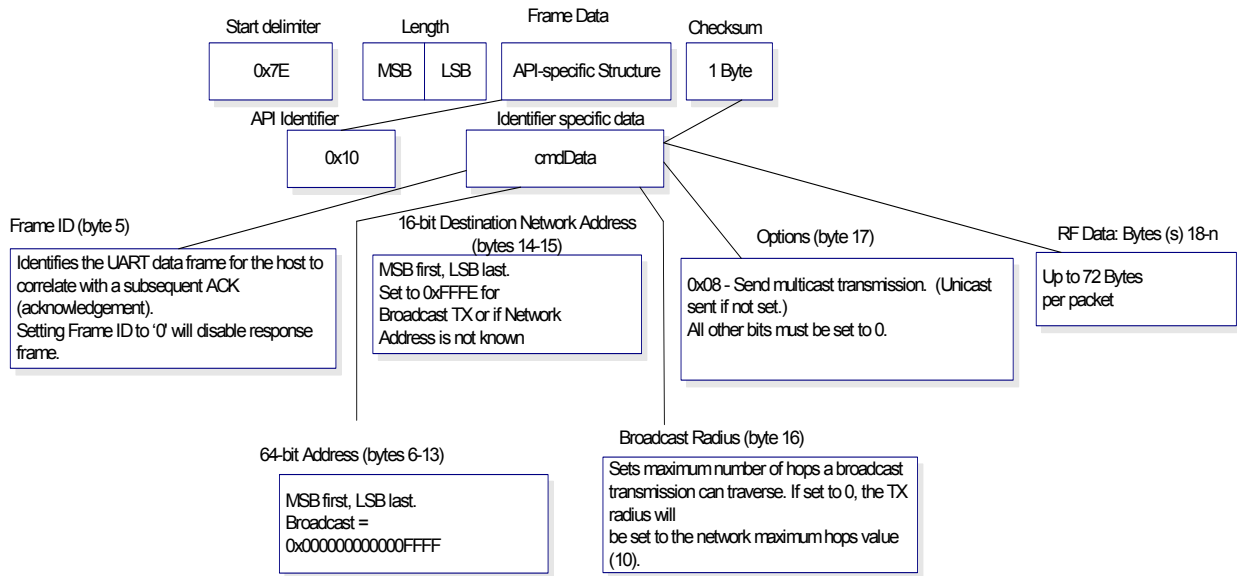 Start delimiter
Length
Frame Data
Checksum
0x7E
MSB
LSB
API-specific Structure
1 Byte
API Identifier
Identifier specific data
0x10
cmdData
Frame ID (byte 5)
Identifies the UART data frame for the host to
correlate with a subsequent ACK
(acknowledgement).
Setting Frame ID to ‘0’ will disable response
frame.
16-bit Destination Network Address
(bytes 14-15)
MSB first, LSB last.
Set to 0xFFFE for
Broadcast TX or if Network
Address is not known
Options (byte 17)
0x08 - Send multicast transmission. (Unicast
sent if not set.)
All other bits must be set to 0.
RF Data: Bytes (s) 18-n
Up to 72 Bytes
per packet
64-bit Address (bytes 6-13)
MSB first, LSB last.
Broadcast =
0x000000000000FFFF
Broadcast Radius (byte 16)
Sets maximum number of hops a broadcast
transmission can traverse. If set to 0, the TX
radius will
be set to the network maximum hops value
(10).